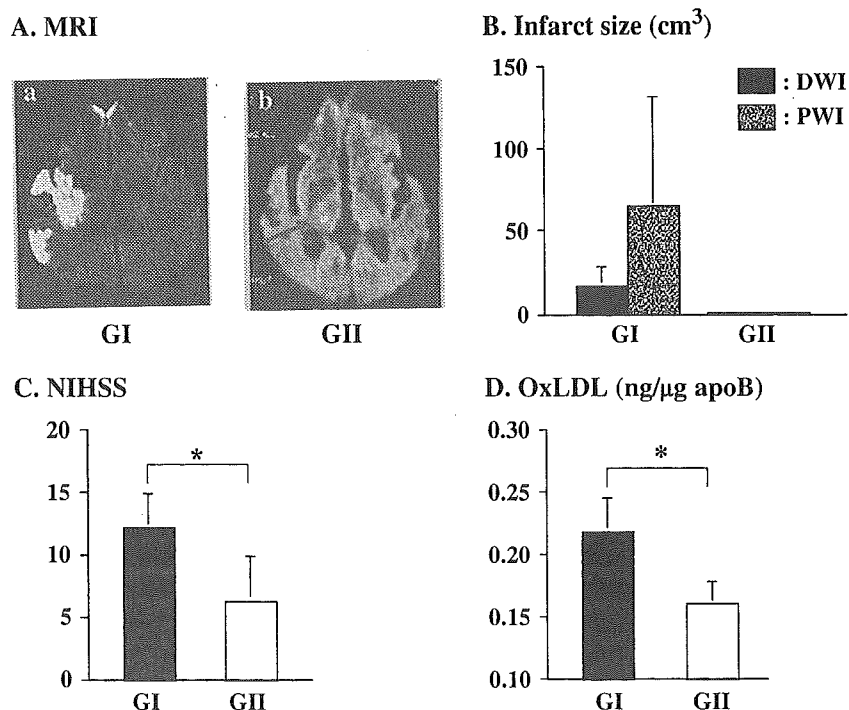 A. MRI
a
b
GI
GII
B. Infarct size (cm³)
150
100
50
0
: DWI
: PWI
GI
GII
C. NIHSS
20
15
10
5
0
*
GI
GII
D. OxLDL (ng/μg apoB)
0.30
0.25
0.20
0.15
0.10
*
GI
GII